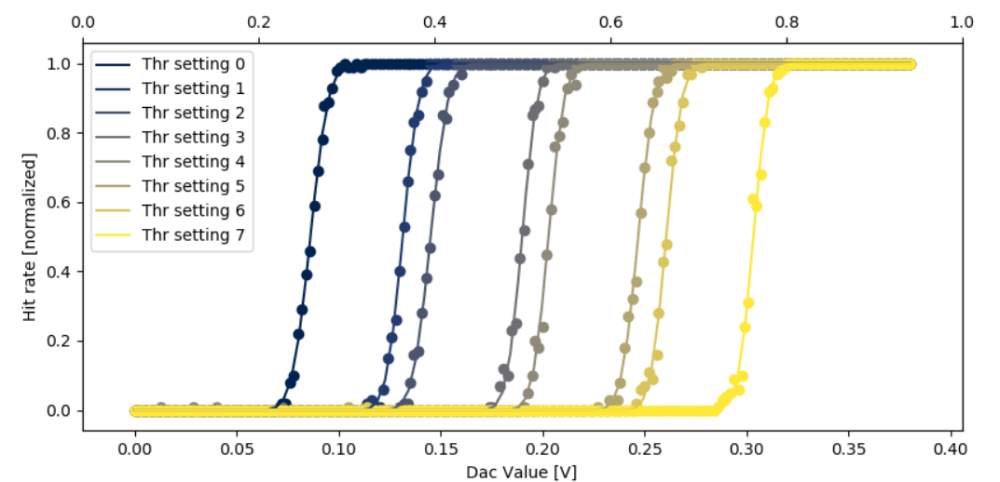 0.0 0.2 0.4 0.6 0.8 1.0
Thr setting 0
Thr setting 1
Thr setting 2
Thr setting 3
Thr setting 4
Thr setting 5
Thr setting 6
Thr setting 7
Hit rate [normalized]
1.0
0.8
0.6
0.4
0.2
0.0
0.00 0.05 0.10 0.15 0.20 0.25 0.30 0.35 0.40
Dac Value [V]